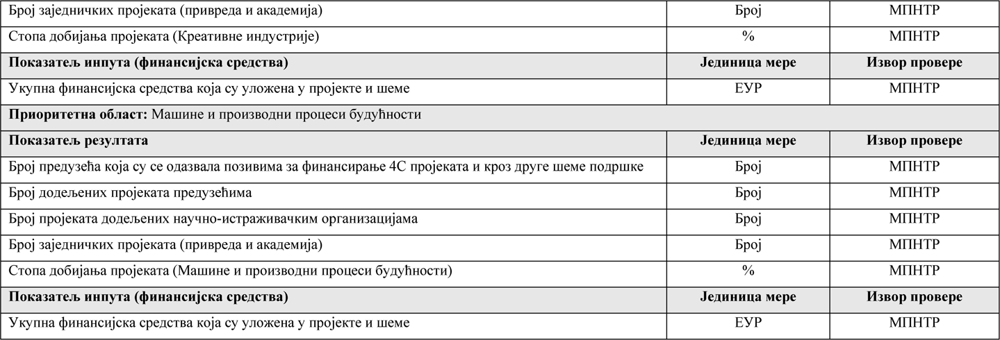 Број заједничких пројеката (привреда и академија) Број МПНТР
Стопа добијања пројеката (Креативне индустрије) % МПНТР
Показатељ инпута (финансијска средства) Јединица мере Извор провере
Укупна финансијска средства која су уложена у пројекте и шеме ЕУР МПНТР
Приоритетна област: Машине и производни процеси будућности
Показатељ резултата Јединица мере Извор провере
Број предузећа која су се одазвала позивима за финансирање 4С пројеката и кроз друге шеме подршке Број МПНТР
Број додељених пројеката предузећима Број МПНТР
Број пројеката додељених научно-истраживачким организацијама Број МПНТР
Број заједничких пројеката (привреда и академија) Број МПНТР
Стопа добијања пројеката (Машине и производни процеси будућности) % МПНТР
Показатељ инпута (финансијска средства) Јединица мере Извор провере
Укупна финансијска средства која су уложена у пројекте и шеме ЕУР МПНТР